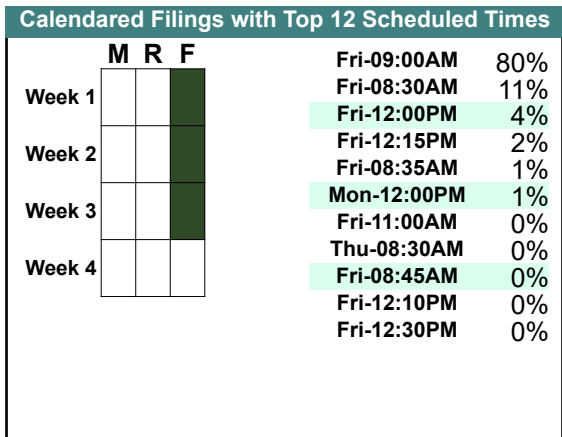 Calendared Filings with Top 12 Scheduled Times
M R F
Week 1
Week 2
Week 3
Week 4
Fri-09:00AM 80%
Fri-08:30AM 11%
Fri-12:00PM 4%
Fri-12:15PM 2%
Fri-08:35AM 1%
Mon-12:00PM 1%
Fri-11:00AM 0%
Thu-08:30AM 0%
Fri-08:45AM 0%
Fri-12:10PM 0%
Fri-12:30PM 0%